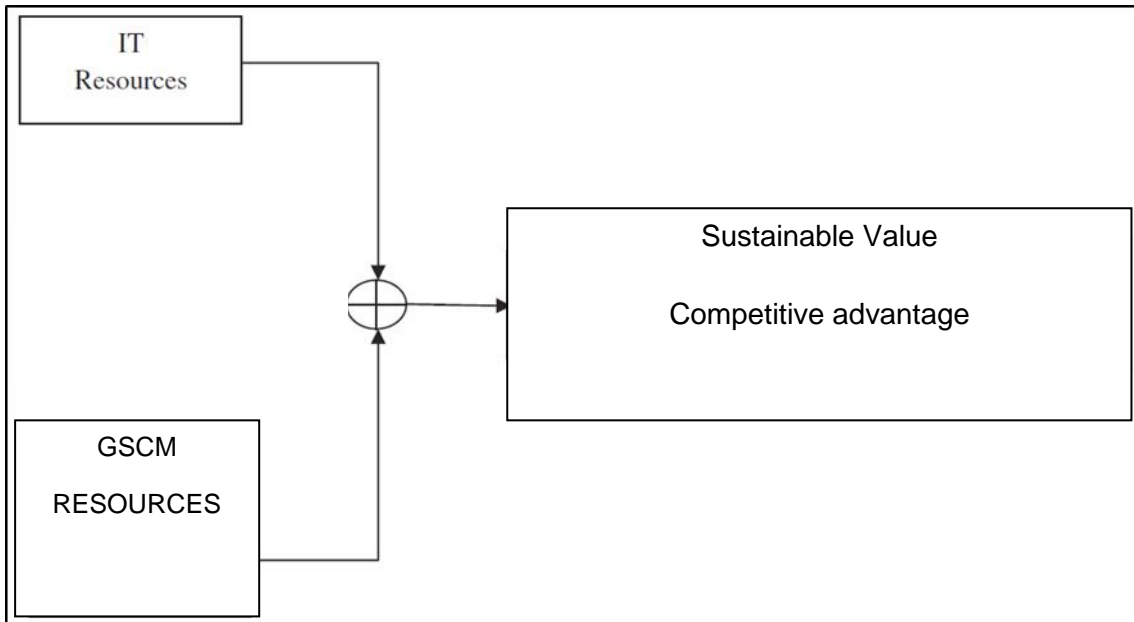 IT
Resources
Sustainable Value
Competitive advantage
GSCM
RESOURCES